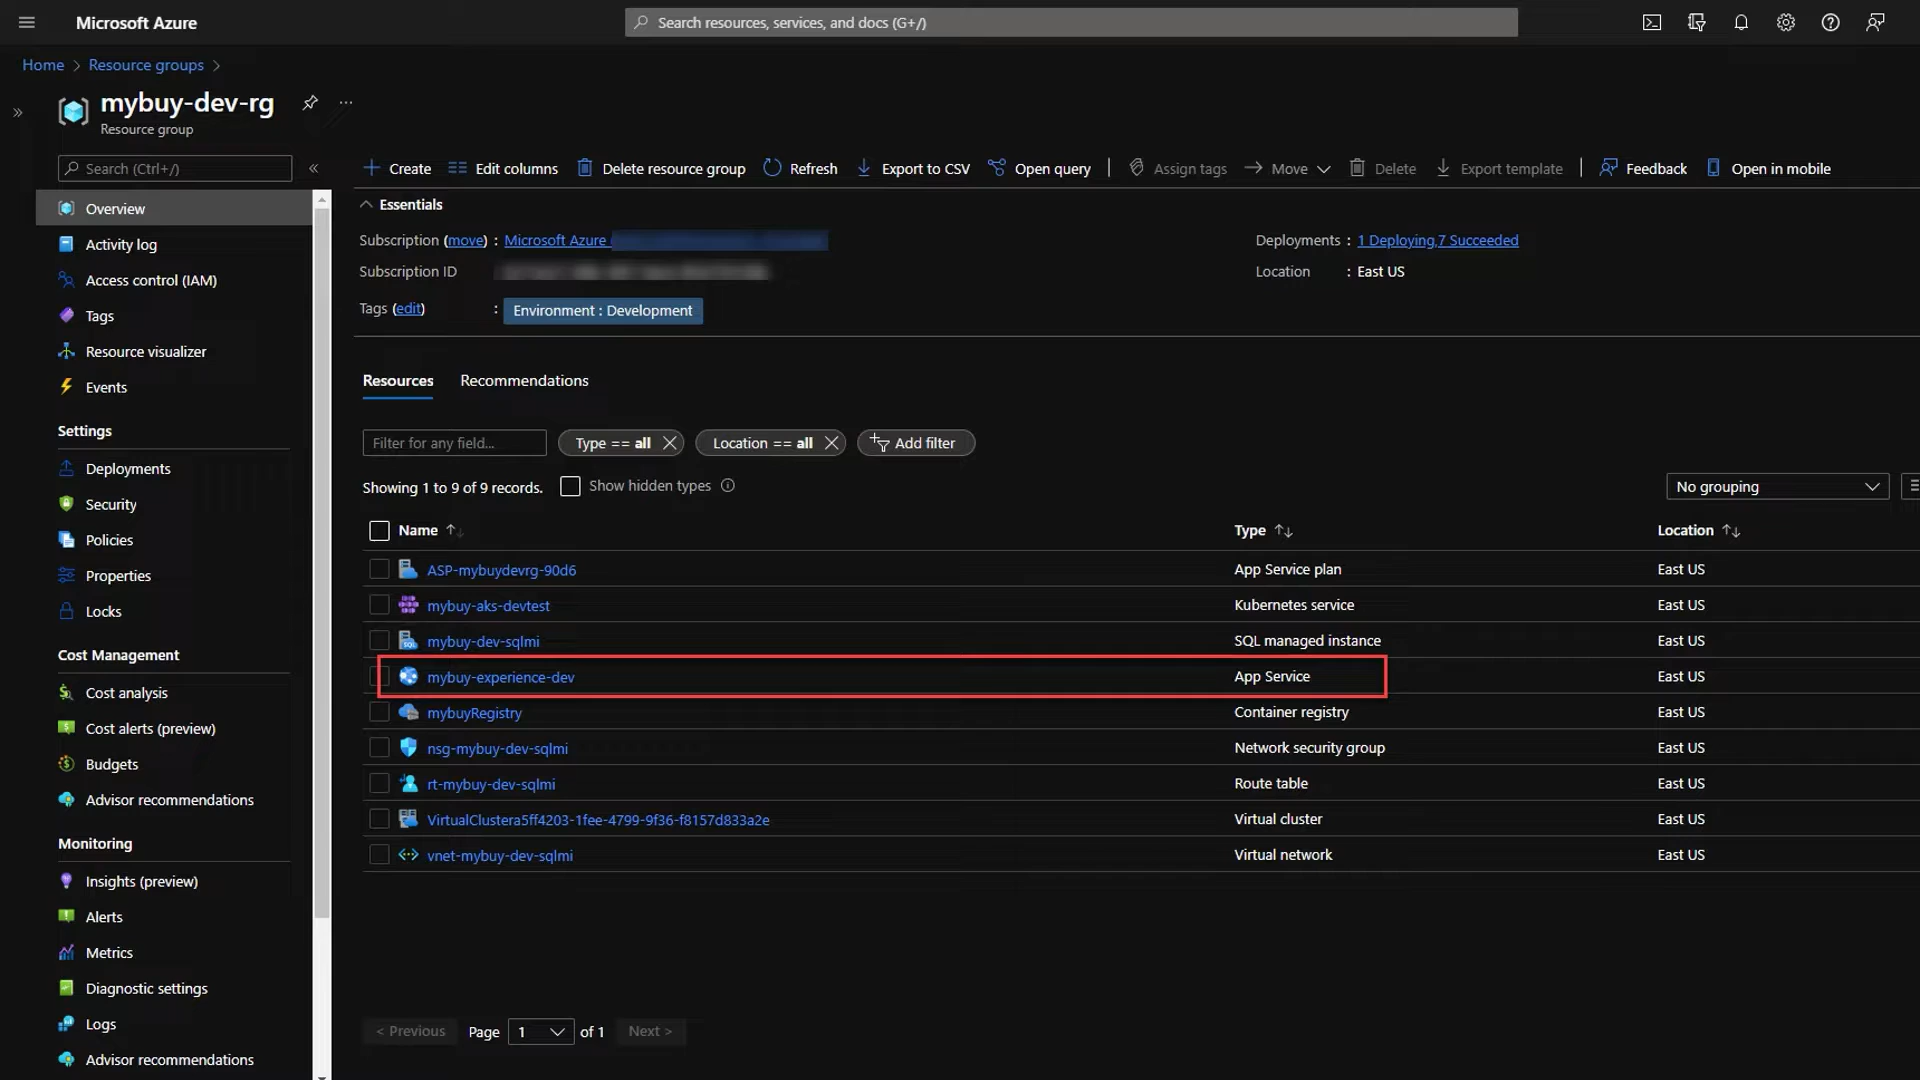 Microsoft Azure
Search resources, services, and docs (G+/)
Home > Resource groups >
mybuy-dev-rg
Resource group
Search (Ctrl+/)
Create
Edit columns
Delete resource group
Refresh
Export to CSV
Open query
Assign tags
Move
Delete
Export template
Feedback
Open in mobile
Overview
Activity log
Access control (IAM)
Tags
Resource visualizer
Events
Settings
Deployments
Security
Policies
Properties
Locks
Cost Management
Cost analysis
Cost alerts (preview)
Budgets
Advisor recommendations
Monitoring
Insights (preview)
Alerts
Metrics
Diagnostic settings
Logs
Advisor recommendations
Essentials
Subscription (move) : Microsoft Azure
Deployments : 1 Deploying,7 Succeeded
Subscription ID
Location : East US
Tags (edit) : Environment : Development
Resources Recommendations
Filter for any field...
Type == all
Location == all
Add filter
Showing 1 to 9 of 9 records.
Show hidden types
No grouping
Name Type Location
ASP-mybuydevrg-90d6 App Service plan East US
mybuy-aks-devtest Kubernetes service East US
mybuy-dev-sqlmi SQL managed instance East US
mybuy-experience-dev App Service East US
mybuyRegistry Container registry East US
nsg-mybuy-dev-sqlmi Network security group East US
rt-mybuy-dev-sqlmi Route table East US
VirtualClustera5ff4203-1fee-4799-9f36-f8157d833a2e Virtual cluster East US
vnet-mybuy-dev-sqlmi Virtual network East US
< Previous Page 1 of 1 Next >